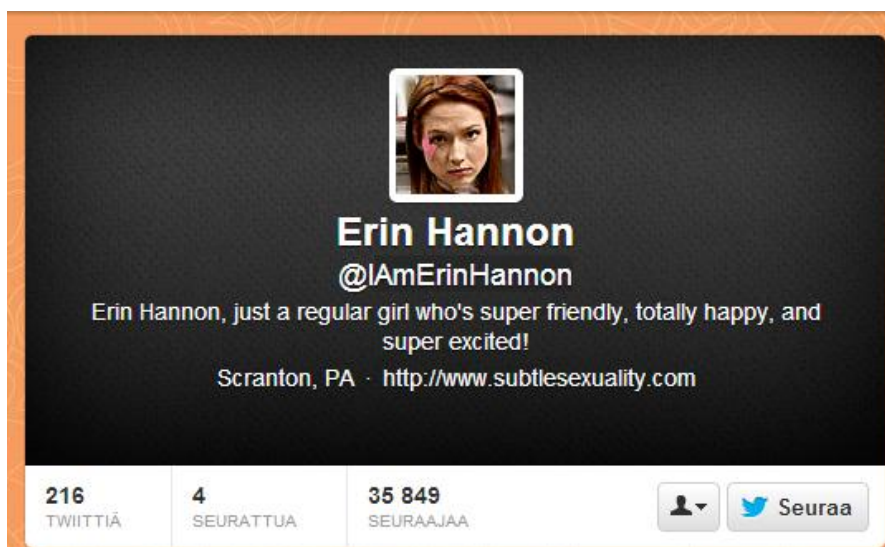 Erin Hannon
@IAmErinHannon
Erin Hannon, just a regular girl who's super friendly, totally happy, and
super excited!
Scranton, PA · http://www.subtlesexuality.com
216
TWIITTIÄ
4
SEURATTUA
35 849
SEURAAJAA
Seuraa